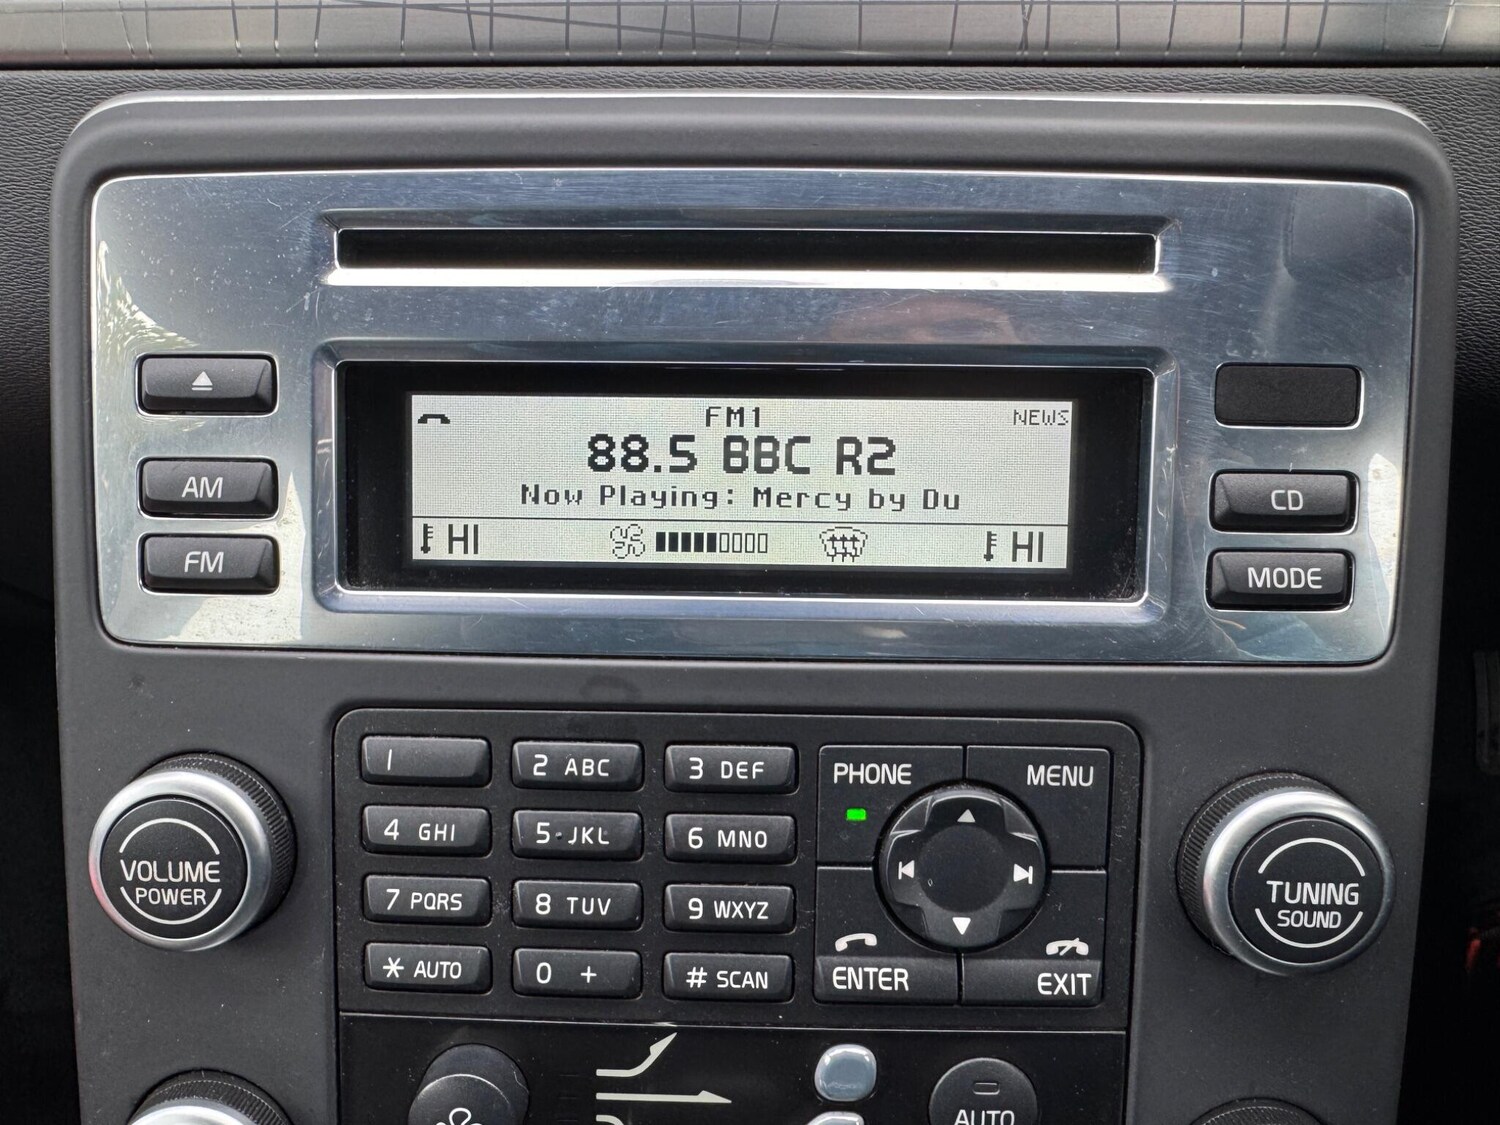 FM1
NEWS
88.5 BBC R2
Now Playing: Mercy by Du
HI
HI
AM
FM
CD
MODE
1
2 ABC
3 DEF
4 GHI
5 JKL
6 MNO
7 PQRS
8 TUV
9 WXYZ
* AUTO
0 +
# SCAN
PHONE
MENU
ENTER
EXIT
VOLUME
POWER
TUNING
SOUND
AUTO